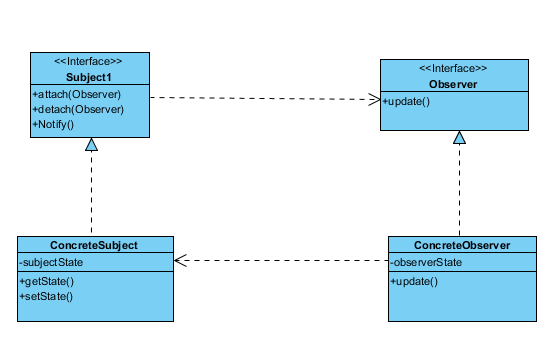 <<Interface>>
Subject1
+attach(Observer)
+detach(Observer)
+Notify()
<<Interface>>
Observer
+update()
ConcreteSubject
-subjectState
+getState()
+setState()
ConcreteObserver
-observerState
+update()